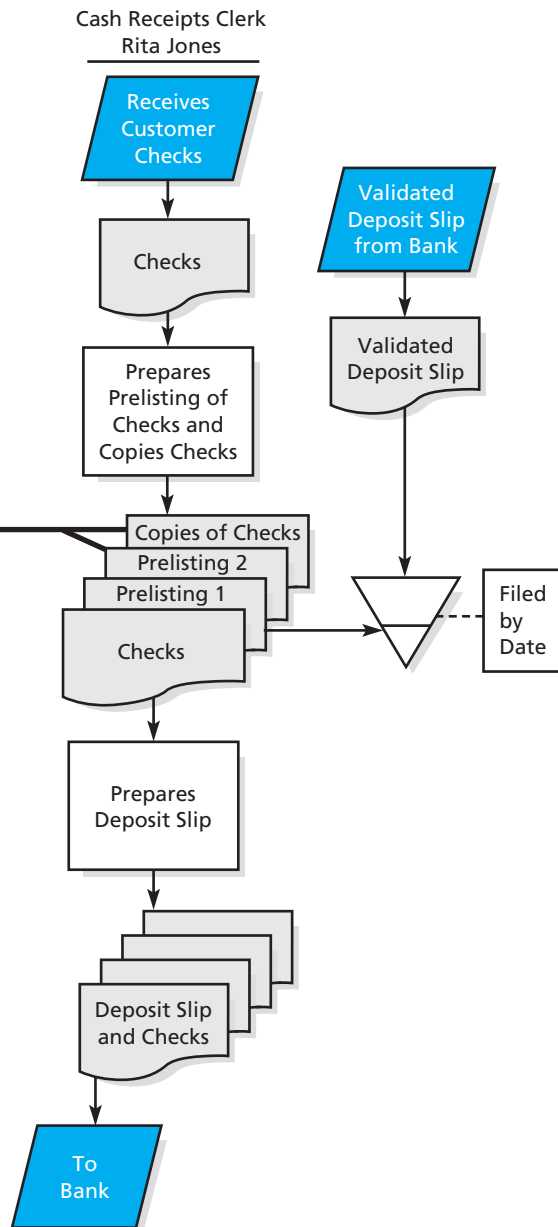 Cash Receipts Clerk
Rita Jones
Receives
Customer
Checks
Validated
Deposit Slip
from Bank
Checks
Validated
Deposit Slip
Prepares
Prelisting of
Checks and
Copies Checks
Copies of Checks
Prelisting 2
Prelisting 1
Checks
Filed
by
Date
Prepares
Deposit Slip
Deposit Slip
and Checks
To
Bank